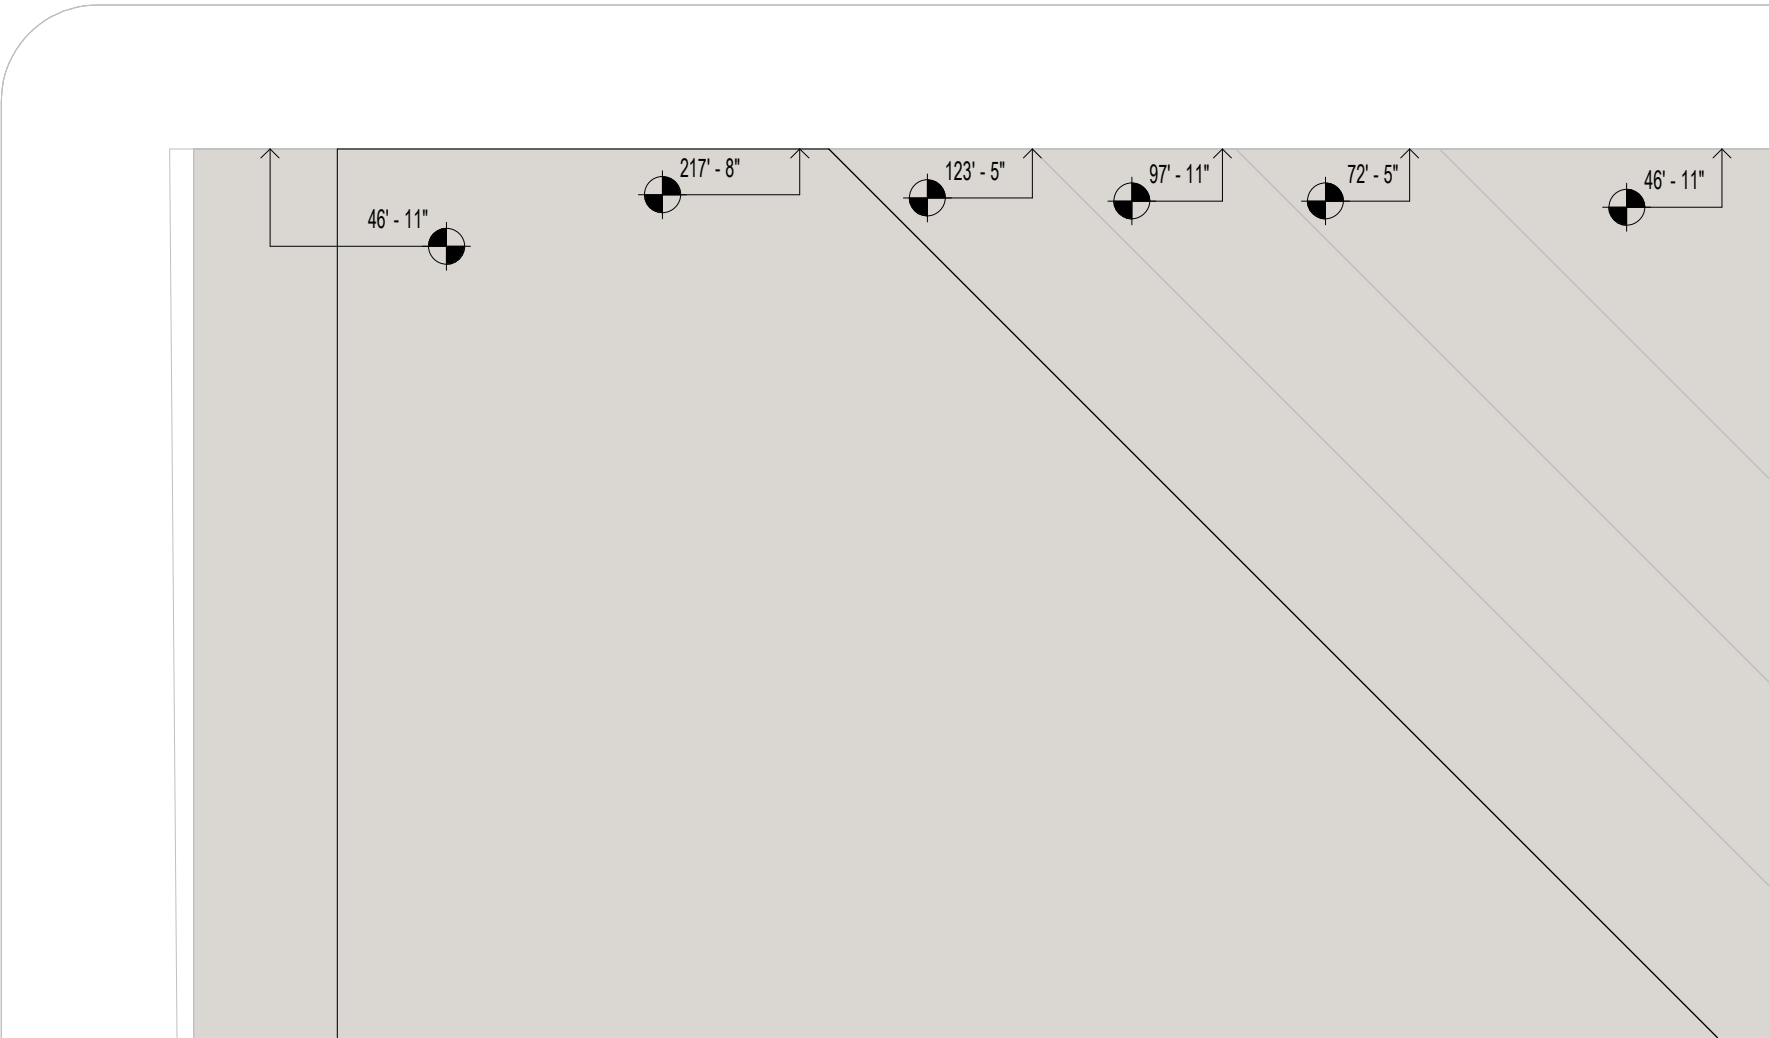 217' - 8"
123' - 5"
97' - 11"
72' - 5"
46' - 11"
46' - 11"